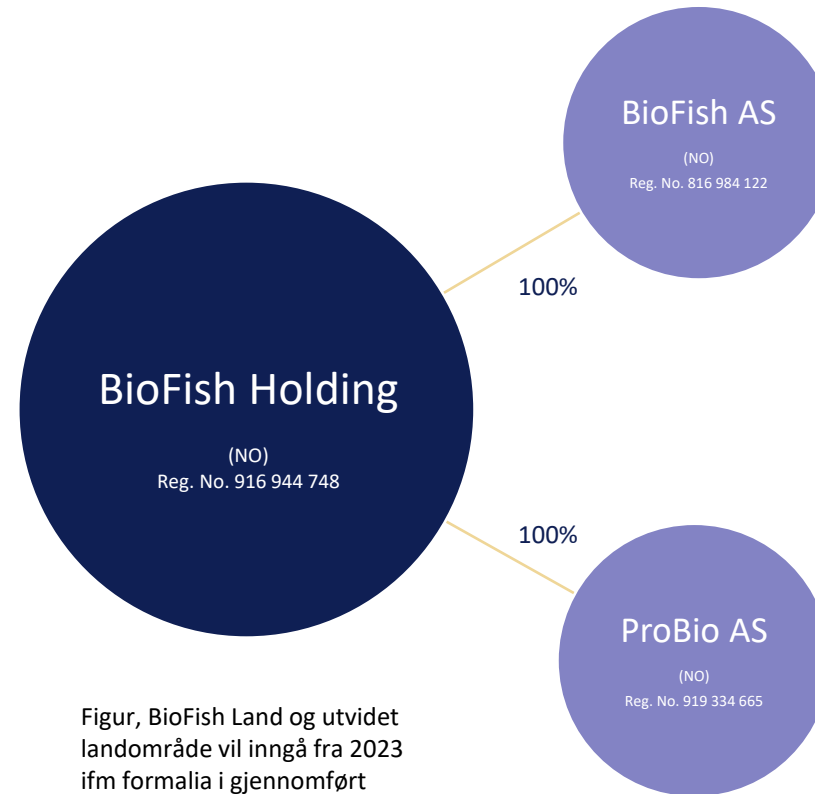 BioFish AS
(NO)
Reg. No. 816 984 122
100%
BioFish Holding
(NO)
Reg. No. 916 944 748
100%
ProBio AS
(NO)
Reg. No. 919 334 665
Figur, BioFish Land og utvidet
landområde vil inngå fra 2023
ifm formalia i gjennomført